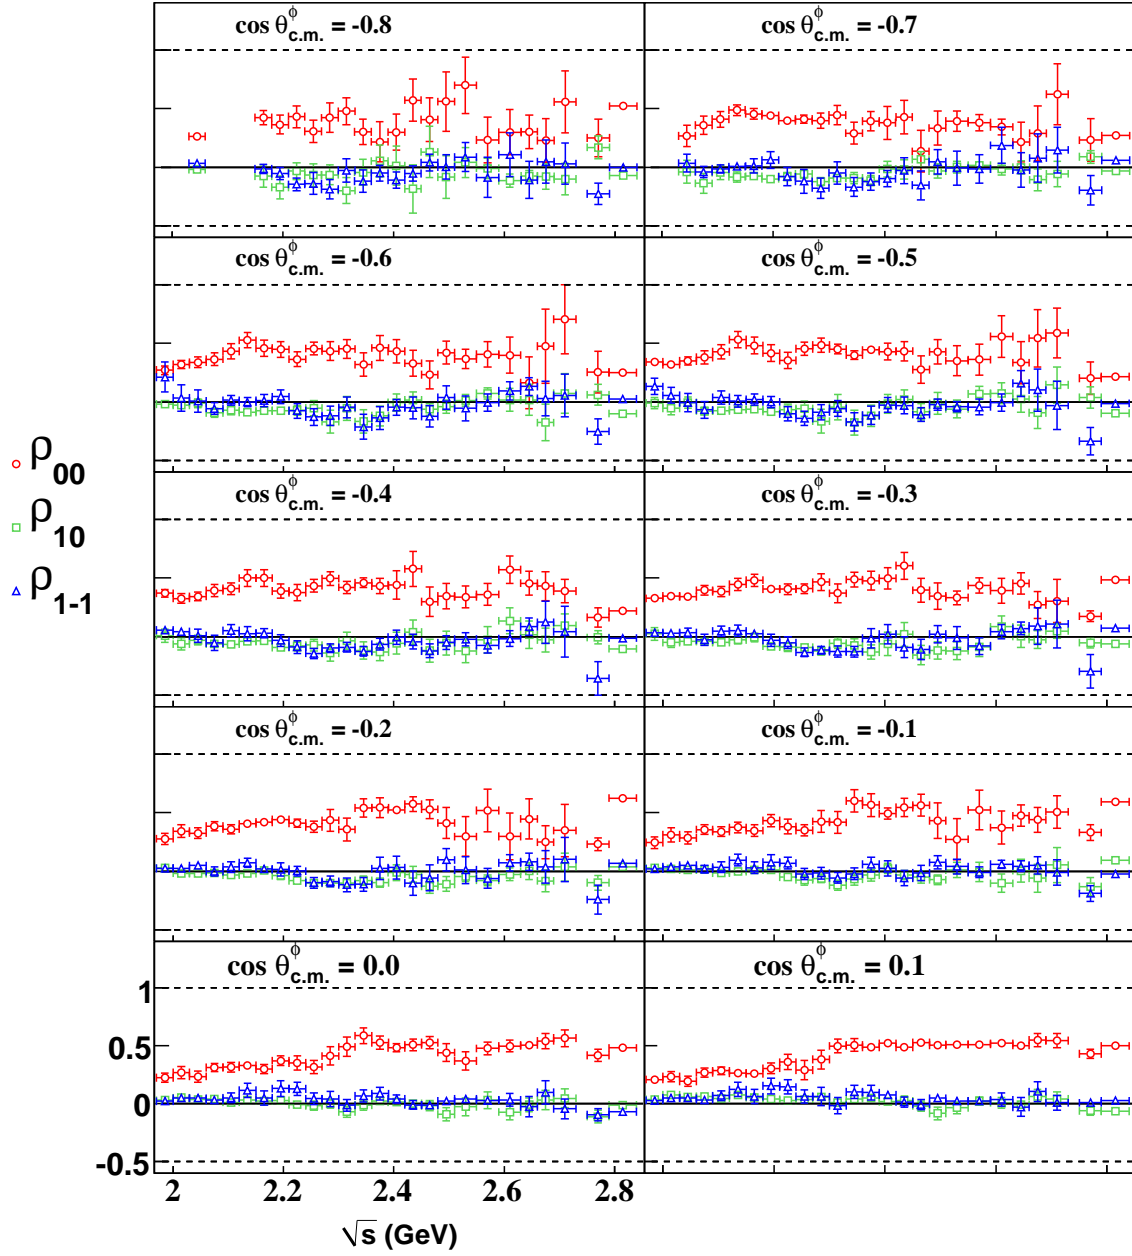 cos θ^ϕ_c.m. = -0.8
cos θ^ϕ_c.m. = -0.7
cos θ^ϕ_c.m. = -0.6
cos θ^ϕ_c.m. = -0.5
ρ_00
ρ_10
ρ_1-1
cos θ^ϕ_c.m. = -0.4
cos θ^ϕ_c.m. = -0.3
cos θ^ϕ_c.m. = -0.2
cos θ^ϕ_c.m. = -0.1
cos θ^ϕ_c.m. = 0.0
cos θ^ϕ_c.m. = 0.1
1
0.5
0
-0.5
2 2.2 2.4 2.6 2.8
√s (GeV)